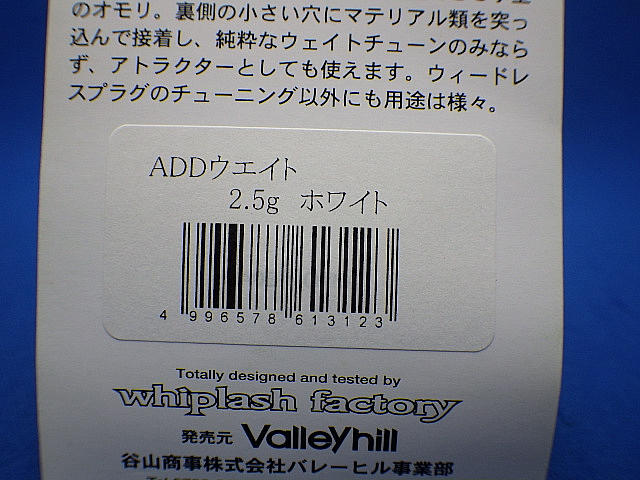 のオモリ。裏側の小さい穴にマテリアル類を突っ
込んで接着し、純粋なウェイトチューンのみなら
ず、アトラクターとしても使えます。ウィードレ
スプラグのチューニング以外にも用途は様々。
ADDウエイト
2.5g ホワイト
4 996578 613123
Totally designed and tested by
whiplash factory
発売元 Valleyhill
谷山商事株式会社バレーヒル事業部